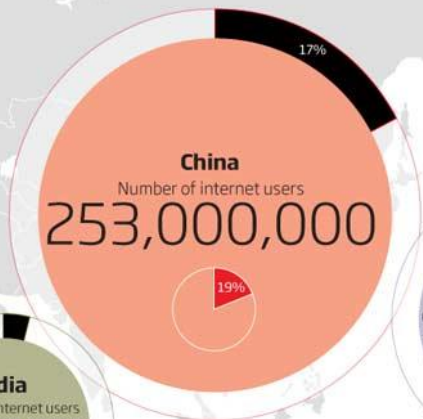 17%
China
Number of internet users
253,000,000
19%
dia
nternet users